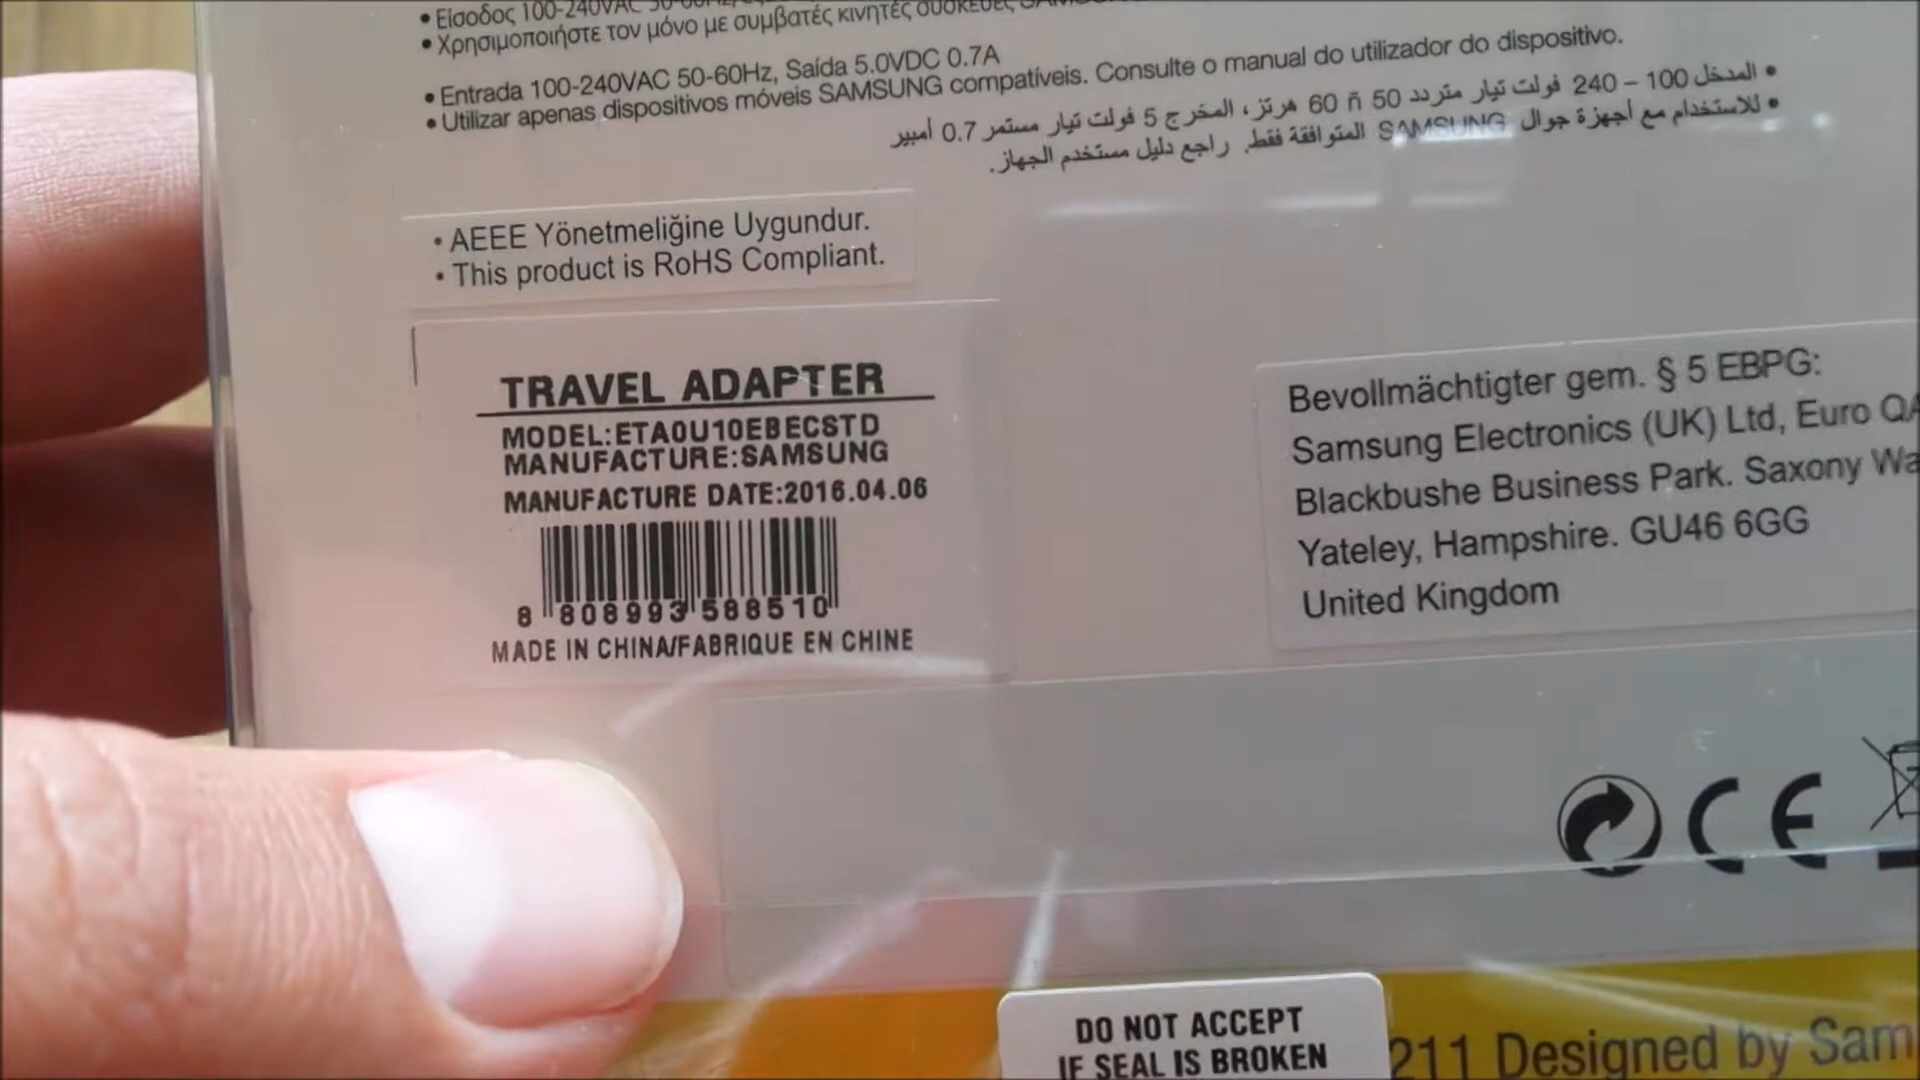 • Είσοδος 100-240VAC 50-60Hz,
• Χρησιμοποιήστε τον μόνο με συμβατές κινητές συσκευές
• Entrada 100-240VAC 50-60Hz, Saída 5.0VDC 0.7A
• Utilizar apenas dispositivos móveis SAMSUNG compatíveis. Consulte o manual do utilizador do dispositivo.
• المدخل 100 – 240 فولت تيار متردد 50 ñ 60 هرتز، المخرج 5 فولت تيار مستمر 0.7 أمبير
• للاستخدام مع أجهزة جوال SAMSUNG المتوافقة فقط. راجع دليل مستخدم الجهاز.
• AEEE Yönetmeliğine Uygundur.
• This product is RoHS Compliant.
TRAVEL ADAPTER
MODEL:ETA0U10EBECSTD
MANUFACTURE:SAMSUNG
MANUFACTURE DATE:2016.04.06
8 808993 588510
MADE IN CHINA/FABRIQUE EN CHINE
Bevollmächtigter gem. § 5 EBPG:
Samsung Electronics (UK) Ltd, Euro QA
Blackbushe Business Park. Saxony Wa
Yateley, Hampshire. GU46 6GG
United Kingdom
CE
DO NOT ACCEPT
IF SEAL IS BROKEN
211 Designed by Sam